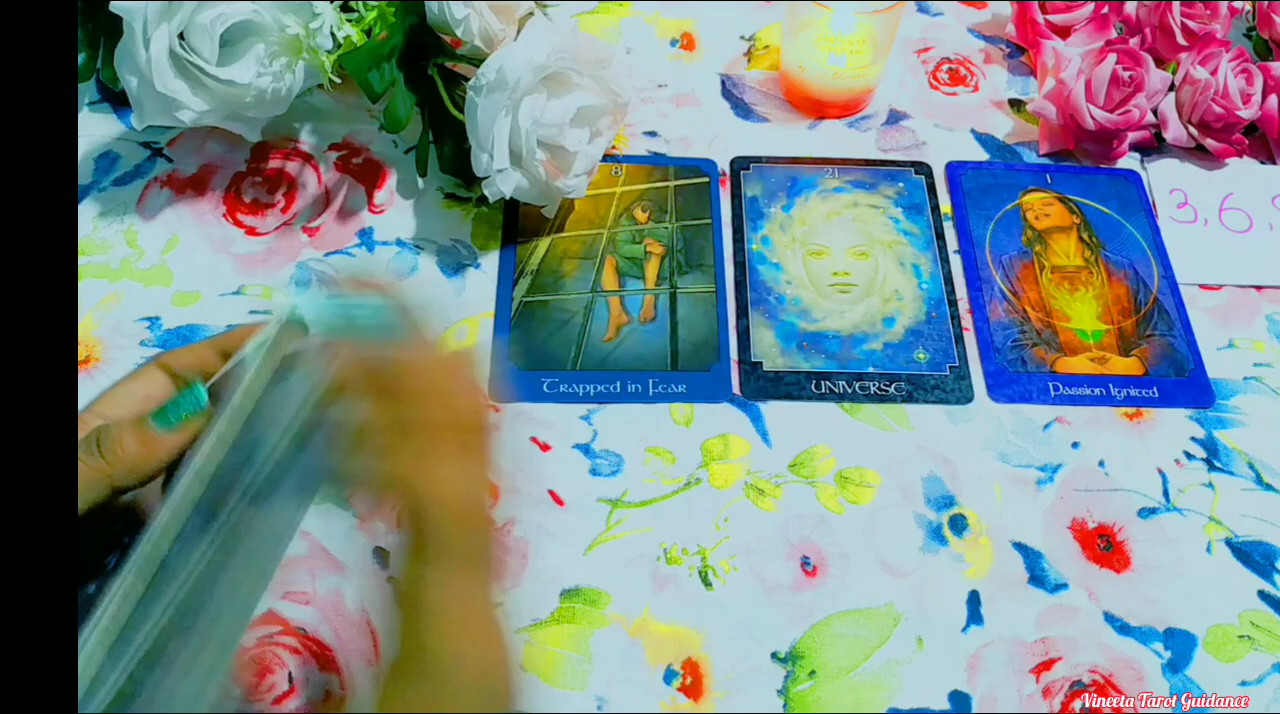 8
21
1
3, 6,
Trapped in Fear
UNIVERSE
Passion Ignited
Vineeta Tarot Guidance